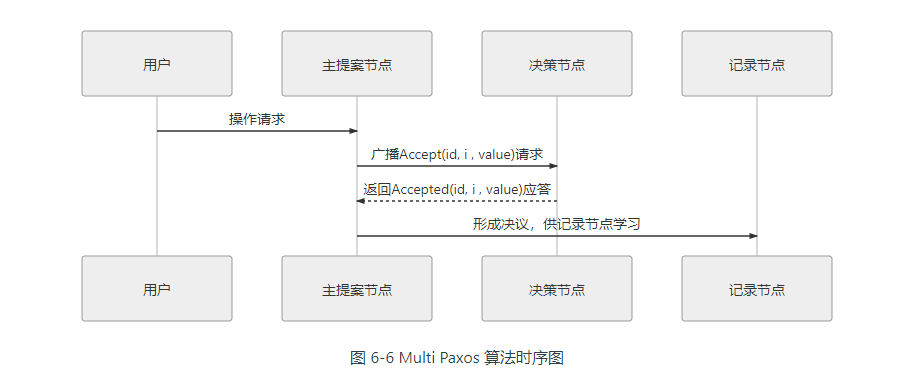 用户 主提案节点 决策节点 记录节点
操作请求
广播Accept(id, i , value)请求
返回Accepted(id, i , value)应答
形成决议，供记录节点学习
用户 主提案节点 决策节点 记录节点
图 6-6 Multi Paxos 算法时序图